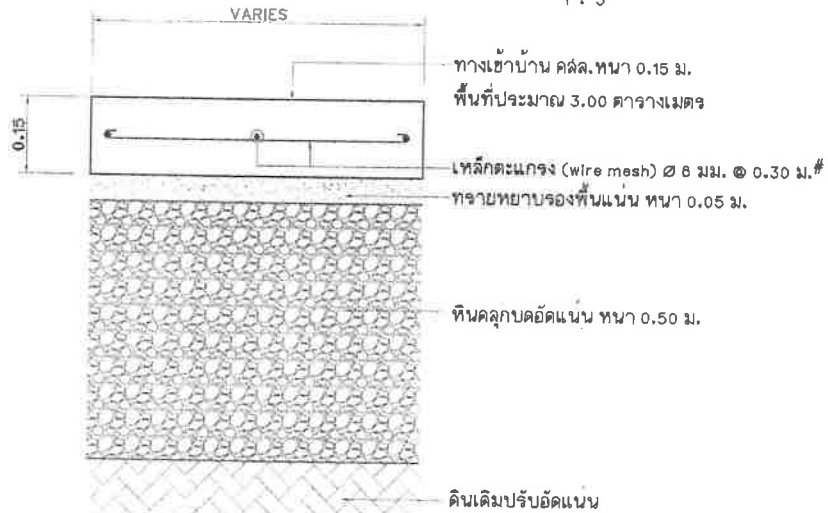 VARIES
ทางเข้าบ้าน คสล.หนา 0.15 ม.
พื้นที่ประมาณ 3.00 ตารางเมตร
0.15
เหล็กตะแกรง (wire mesh) Ø 6 มม. @ 0.30 ม.#
ทรายหยาบรองพื้นแน่น หนา 0.05 ม.
หินคลุกบดอัดแน่น หนา 0.50 ม.
ดินเดิมปรับอัดแน่น